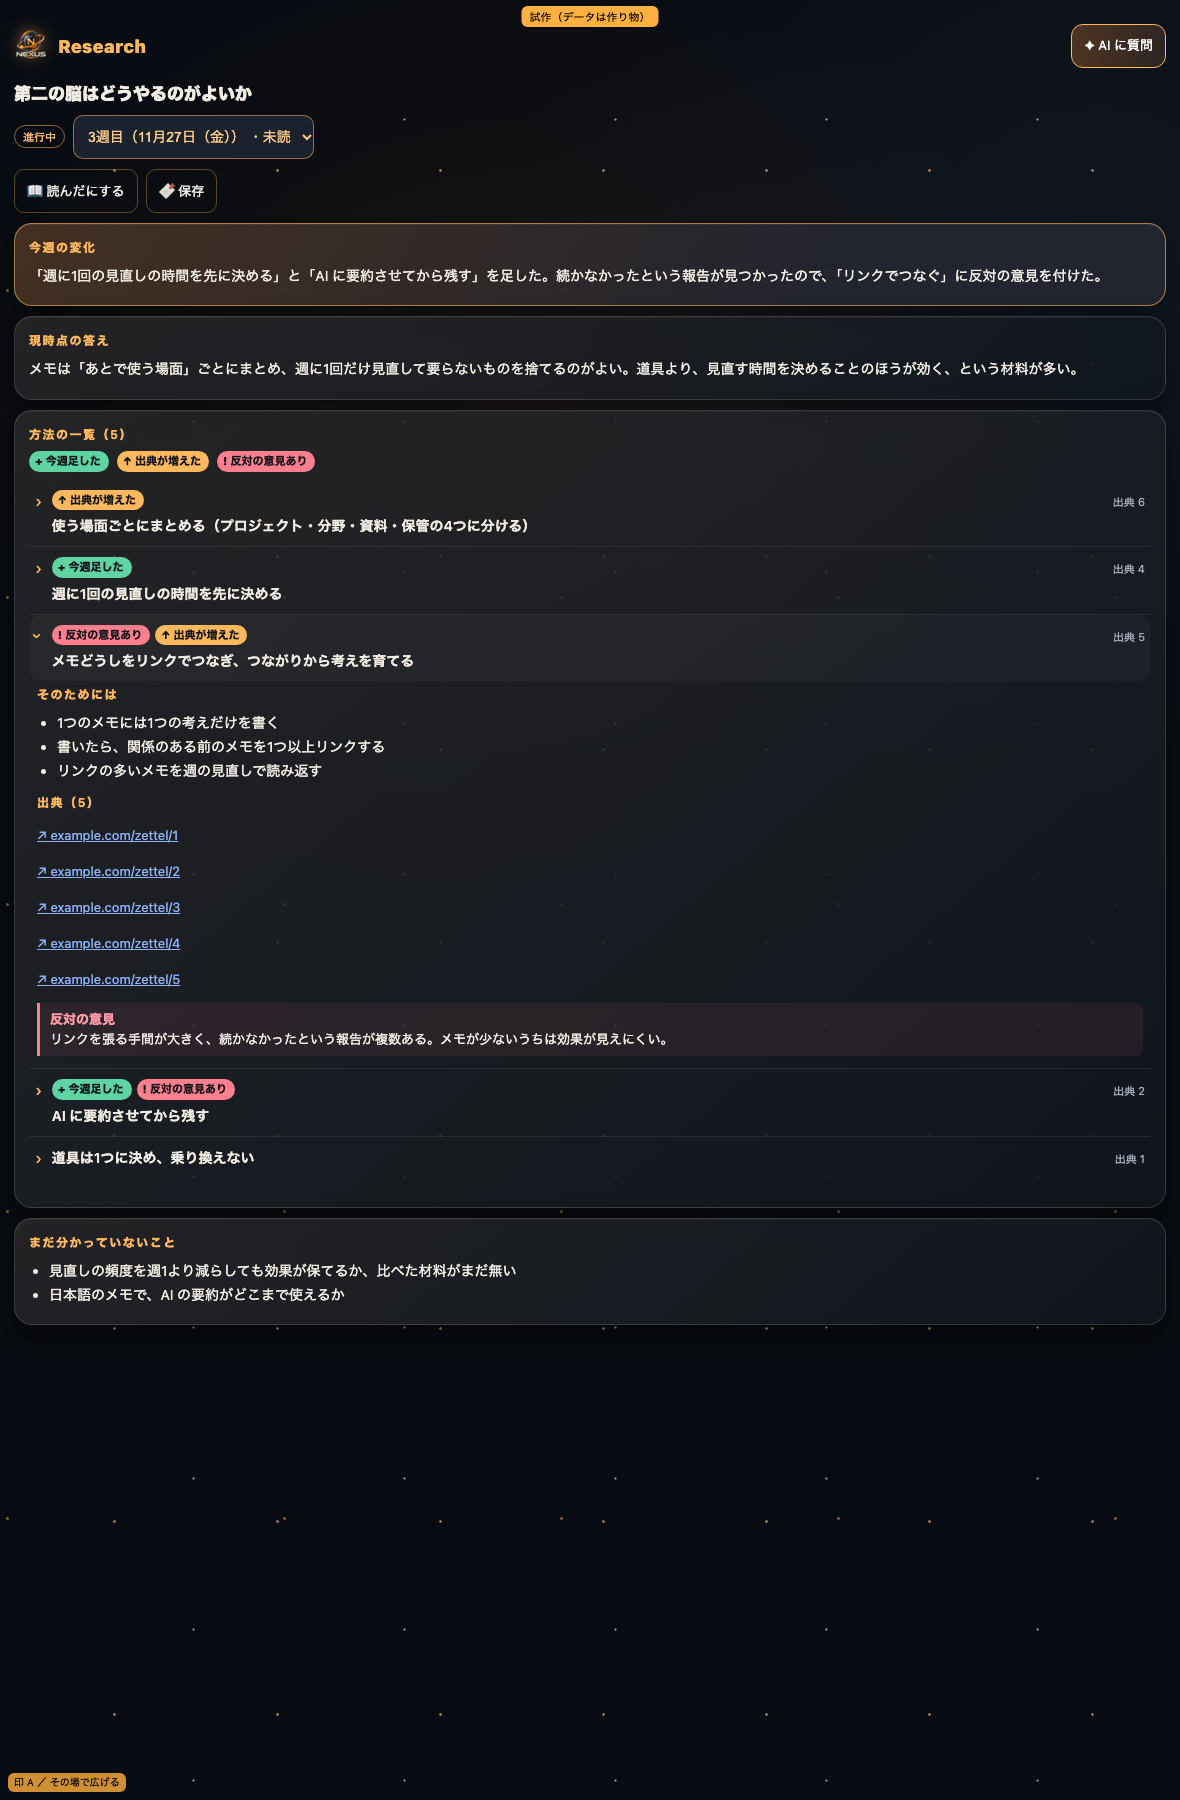 試作（データは作り物）
NEXUS
Research
✦ AI に質問
第二の脳はどうやるのがよいか
進行中
3週目（11月27日（金））・未読
📖 読んだにする
🔖 保存
今週の変化
「週に1回の見直しの時間を先に決める」と「AI に要約させてから残す」を足した。続かなかったという報告が見つかったので、「リンクでつなぐ」に反対の意見を付けた。
現時点の答え
メモは「あとで使う場面」ごとにまとめ、週に1回だけ見直して要らないものを捨てるのがよい。道具より、見直す時間を決めることのほうが効く、という材料が多い。
方法の一覧（5）
+ 今週足した ↑ 出典が増えた ! 反対の意見あり
› ↑ 出典が増えた 出典 6
使う場面ごとにまとめる（プロジェクト・分野・資料・保管の4つに分ける）
› + 今週足した 出典 4
週に1回の見直しの時間を先に決める
! 反対の意見あり ↑ 出典が増えた 出典 5
メモどうしをリンクでつなぎ、つながりから考えを育てる
そのためには
• 1つのメモには1つの考えだけを書く
• 書いたら、関係のある前のメモを1つ以上リンクする
• リンクの多いメモを週の見直しで読み返す
出典（5）
↗ example.com/zettel/1
↗ example.com/zettel/2
↗ example.com/zettel/3
↗ example.com/zettel/4
↗ example.com/zettel/5
反対の意見
リンクを張る手間が大きく、続かなかったという報告が複数ある。メモが少ないうちは効果が見えにくい。
› + 今週足した ! 反対の意見あり 出典 2
AI に要約させてから残す
› 道具は1つに決め、乗り換えない 出典 1
まだ分かっていないこと
• 見直しの頻度を週1より減らしても効果が保てるか、比べた材料がまだ無い
• 日本語のメモで、AI の要約がどこまで使えるか
印 A ／ その場で広げる